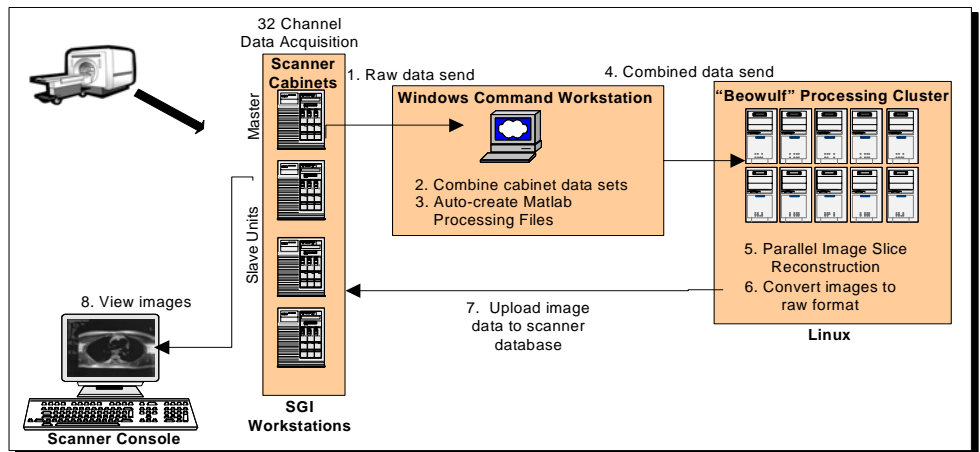 32 Channel
Data Acquisition
Scanner
Cabinets
Master
Slave Units
SGI
Workstations
1. Raw data send
Windows Command Workstation
2. Combine cabinet data sets
3. Auto-create Matlab
Processing Files
4. Combined data send
“Beowulf” Processing Cluster
5. Parallel Image Slice
Reconstruction
6. Convert images to
raw format
Linux
7. Upload image
data to scanner
database
8. View images
Scanner Console